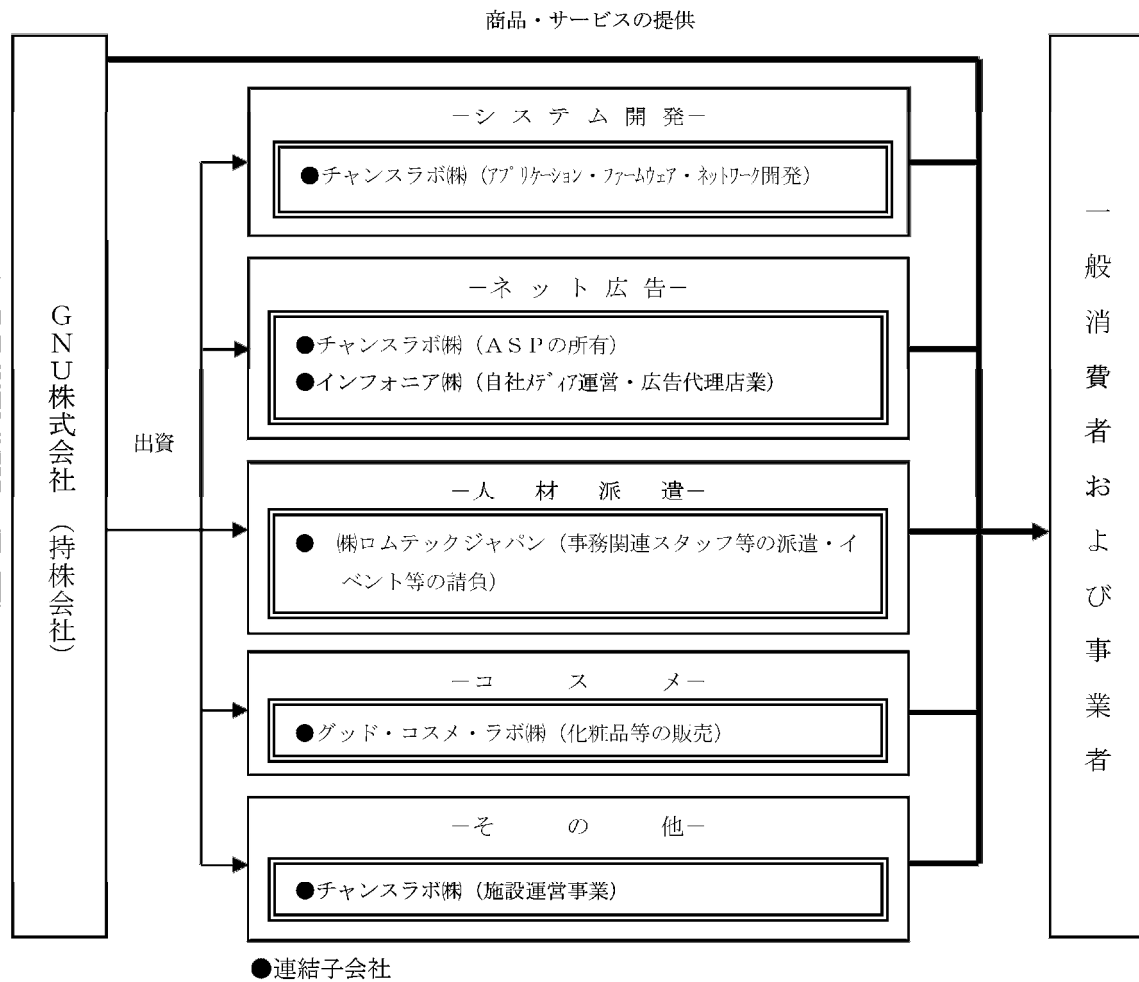 商品・サービスの提供
GNU株式会社 (持株会社)
出資
－システム開発－
●チャンスラボ㈱（ｱﾌﾟﾘｹｰｼｮﾝ・ﾌｧｰﾑｳｪｱ・ﾈｯﾄﾜｰｸ開発）
－ネット広告－
●チャンスラボ㈱（ＡＳＰの所有）
●インフォニア㈱（自社ﾒﾃﾞｨｱ運営・広告代理店業）
－人材派遣－
● ㈱ロムテックジャパン（事務関連スタッフ等の派遣・イ
ベント等の請負）
－コスメ－
●グッド・コスメ・ラボ㈱（化粧品等の販売）
－その他－
●チャンスラボ㈱（施設運営事業）
一般消費者および事業者
●連結子会社